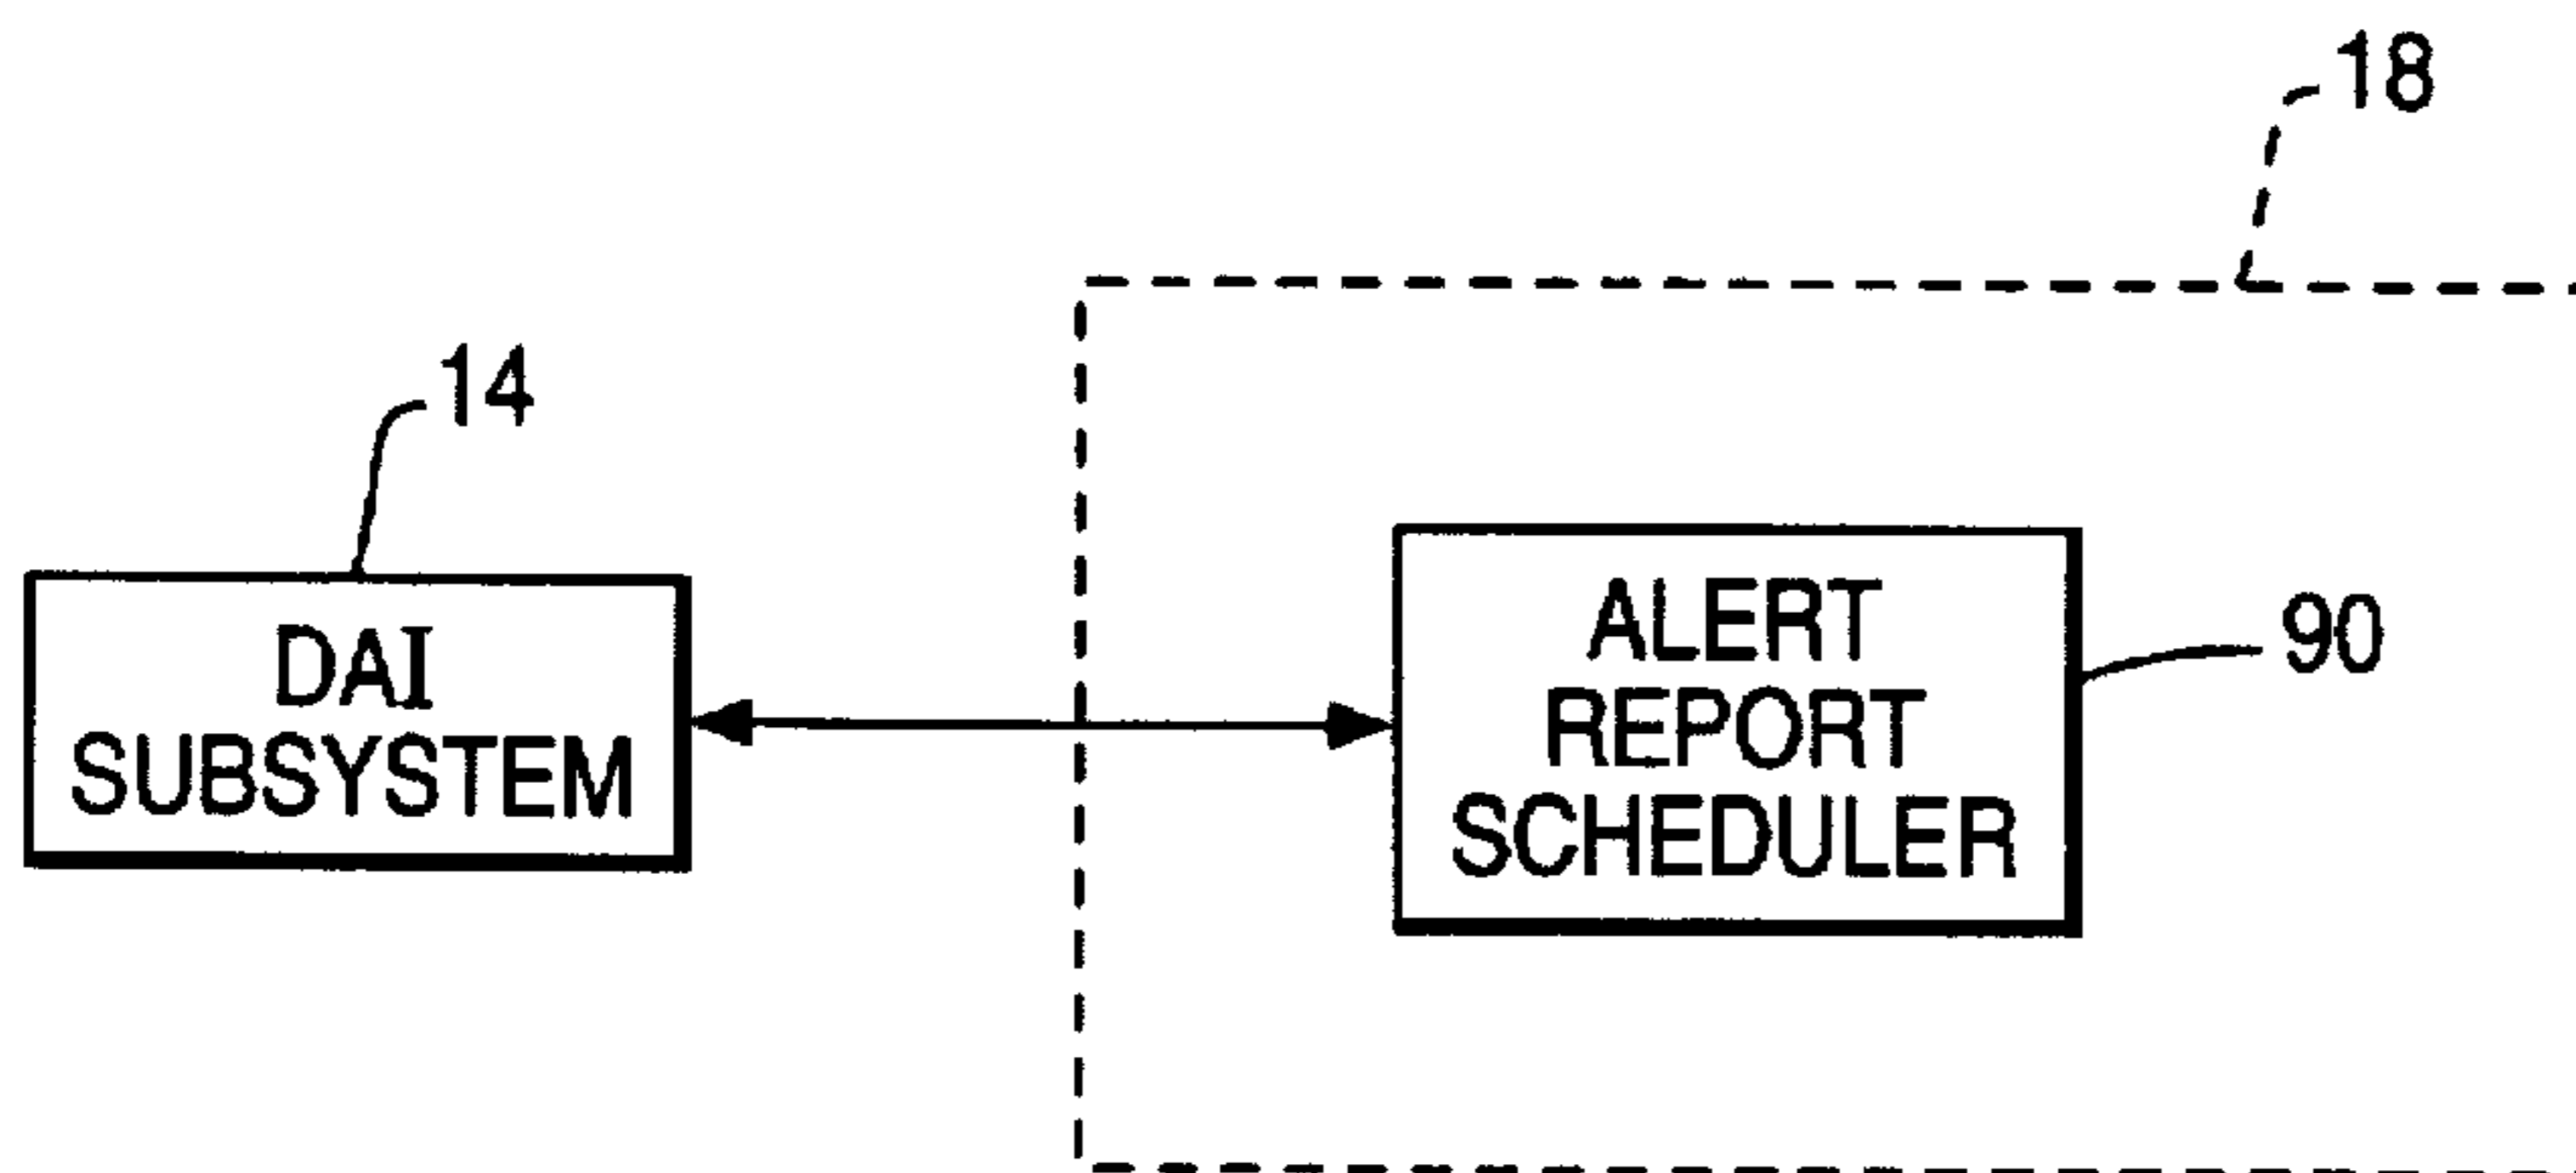 18
14
DAI
SUBSYSTEM
ALERT
REPORT
SCHEDULER
90